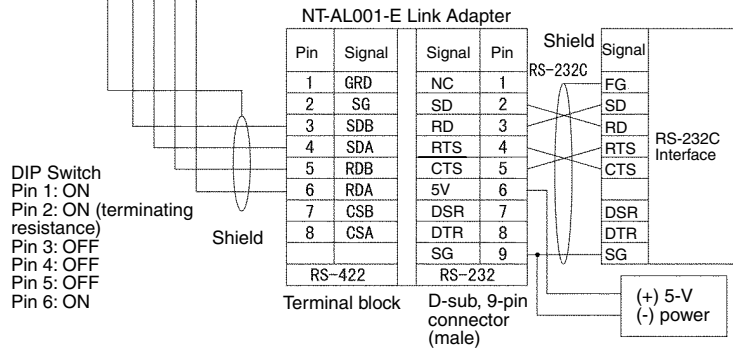 NT-AL001-E Link Adapter
Pin Signal Signal Pin Shield Signal
RS-232C
1 GRD NC 1 FG
2 SG SD 2 SD
3 SDB RD 3 RD
4 SDA RTS 4 RTS
5 RDB CTS 5 CTS
6 RDA 5V 6
7 CSB DSR 7 DSR
8 CSA DTR 8 DTR
SG 9 SG
RS-422 RS-232
RS-232C
Interface
DIP Switch
Pin 1: ON
Pin 2: ON (terminating
resistance)
Pin 3: OFF
Pin 4: OFF
Pin 5: OFF
Pin 6: ON
Shield
Terminal block
D-sub, 9-pin
connector
(male)
(+) 5-V
(-) power